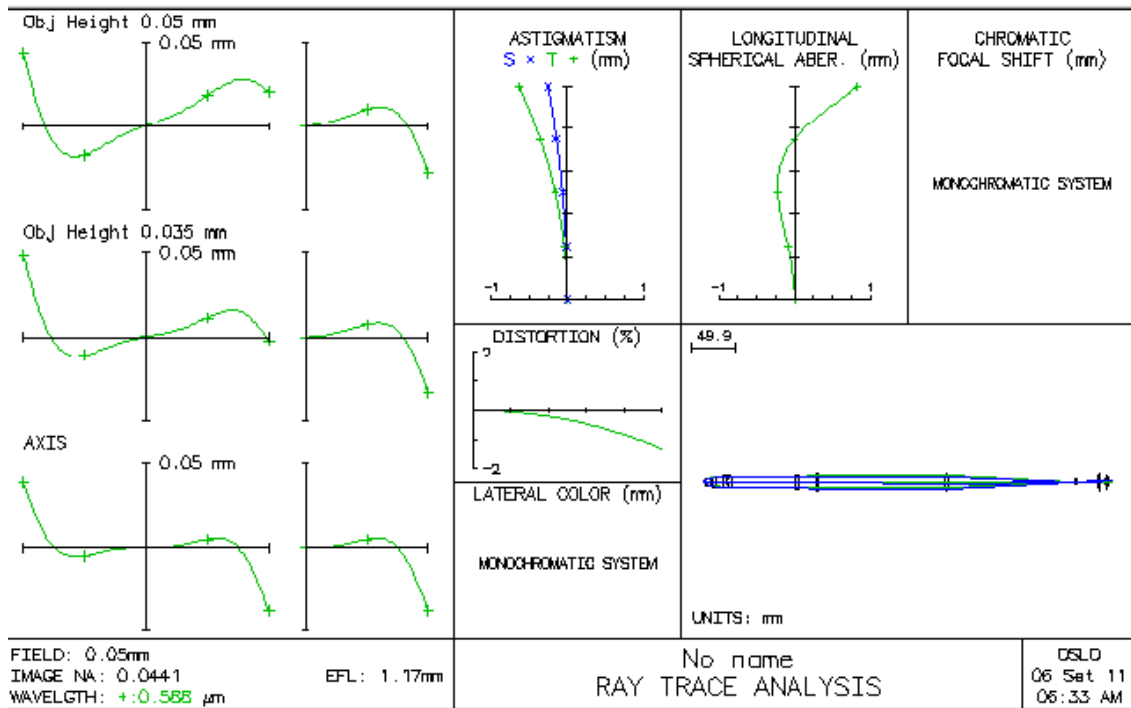 Obj Height 0.05 mm
0.05 mm
Obj Height 0.035 mm
0.05 mm
AXIS
0.05 mm
ASTIGMATISM
S × T + (mm)
-1
1
LONGITUDINAL
SPHERICAL ABER. (mm)
-1
1
CHROMATIC
FOCAL SHIFT (mm)
MONOCHROMATIC SYSTEM
DISTORTION (%)
2
-2
LATERAL COLOR (mm)
MONOCHROMATIC SYSTEM
49.9
UNITS: mm
FIELD: 0.05mm
IMAGE NA: 0.0441
EFL: 1.17mm
WAVELGTH: +:0.588 µm
No name
RAY TRACE ANALYSIS
OSLO
06 Set 11
06:33 AM